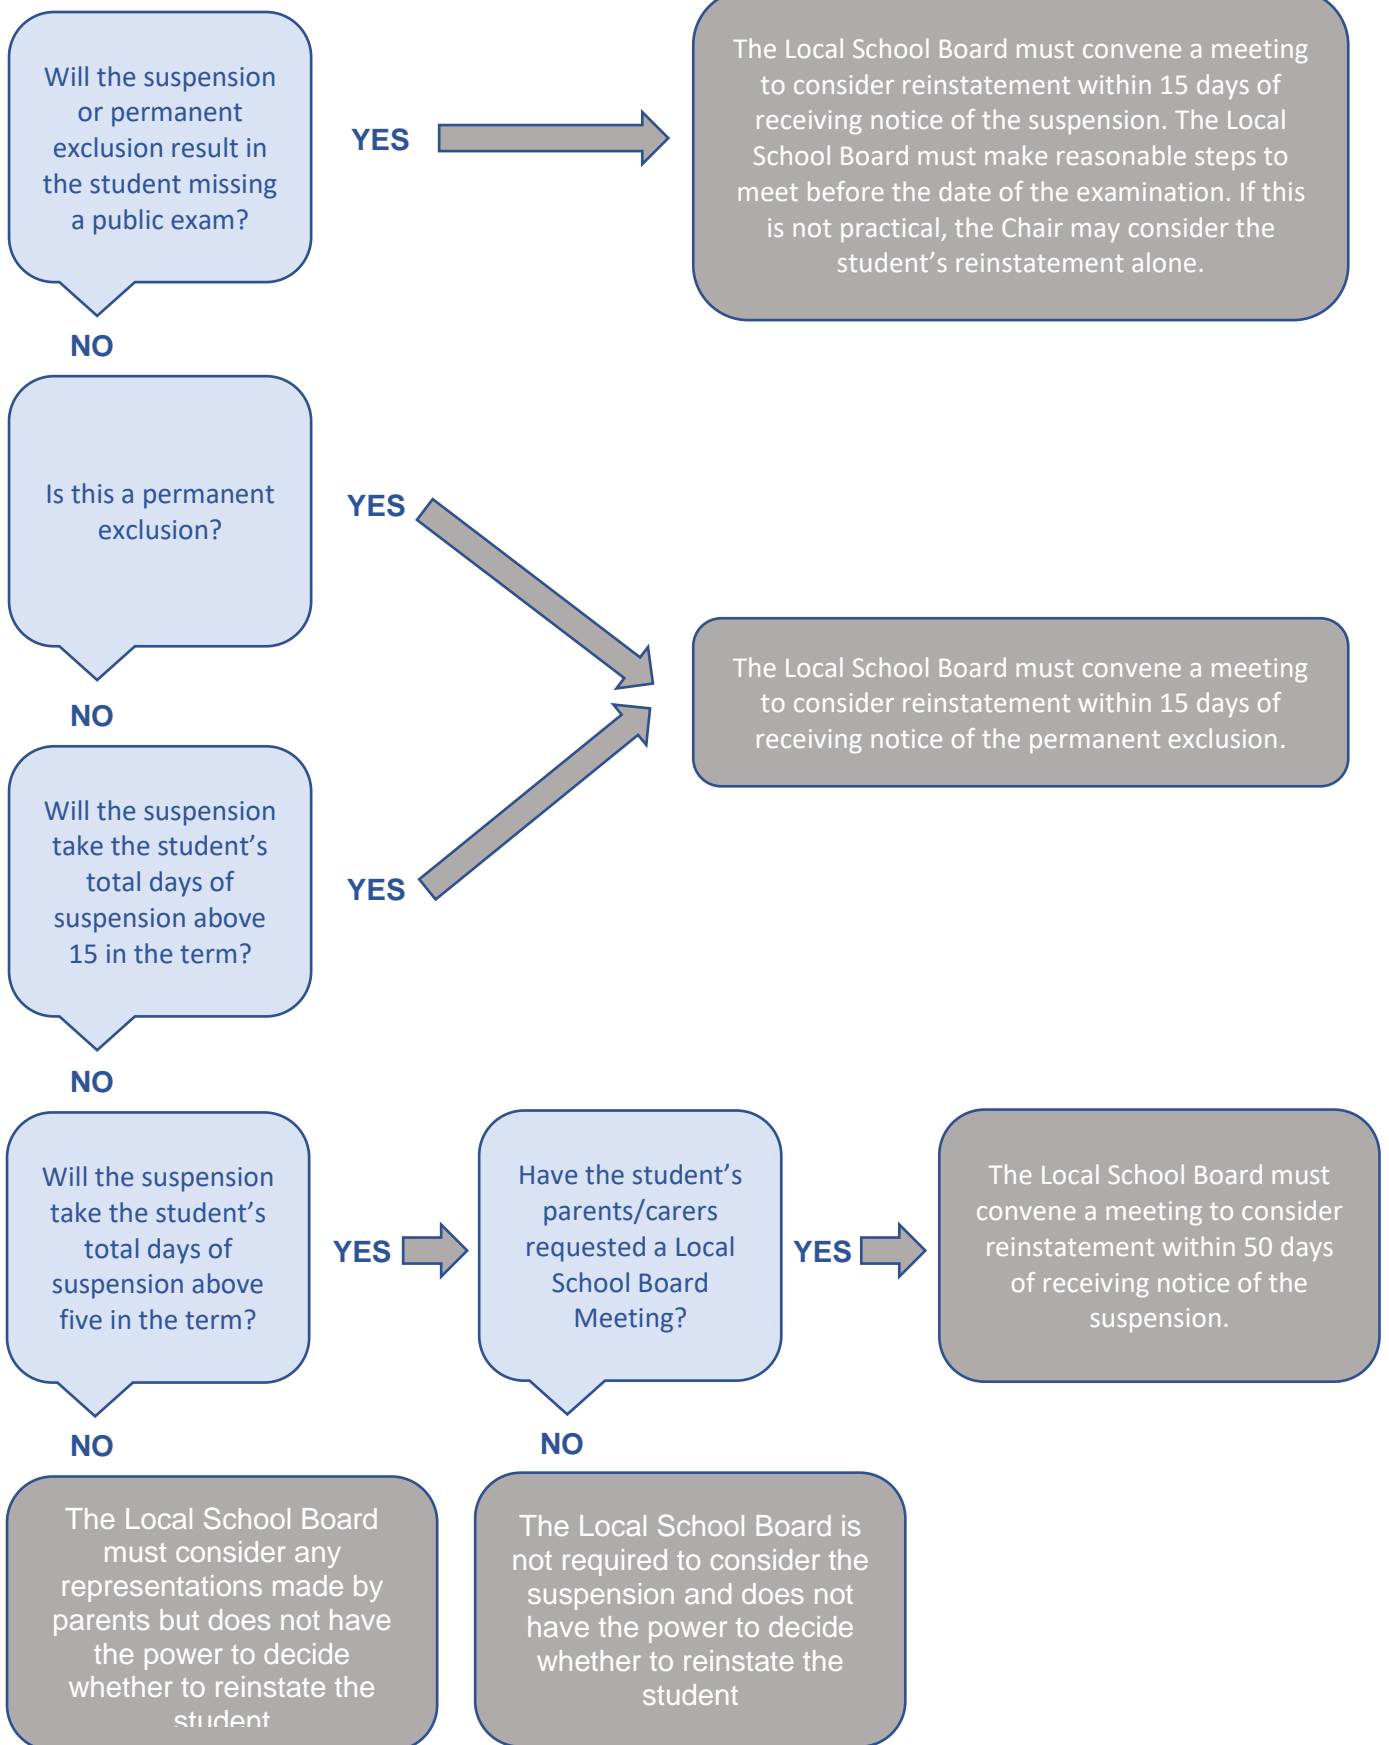 Will the suspension
or permanent
exclusion result in
the student missing
a public exam?
YES
The Local School Board must convene a meeting
to consider reinstatement within 15 days of
receiving notice of the suspension. The Local
School Board must make reasonable steps to
meet before the date of the examination. If this
is not practical, the Chair may consider the
student’s reinstatement alone.
NO
Is this a permanent
exclusion?
YES
The Local School Board must convene a meeting
to consider reinstatement within 15 days of
receiving notice of the permanent exclusion.
NO
Will the suspension
take the student’s
total days of
suspension above
15 in the term?
YES
NO
Will the suspension
take the student’s
total days of
suspension above
five in the term?
YES
Have the student’s
parents/carers
requested a Local
School Board
Meeting?
YES
The Local School Board must
convene a meeting to consider
reinstatement within 50 days
of receiving notice of the
suspension.
NO
The Local School Board
must consider any
representations made by
parents but does not have
the power to decide
whether to reinstate the
student
NO
The Local School Board is
not required to consider the
suspension and does not
have the power to decide
whether to reinstate the
student